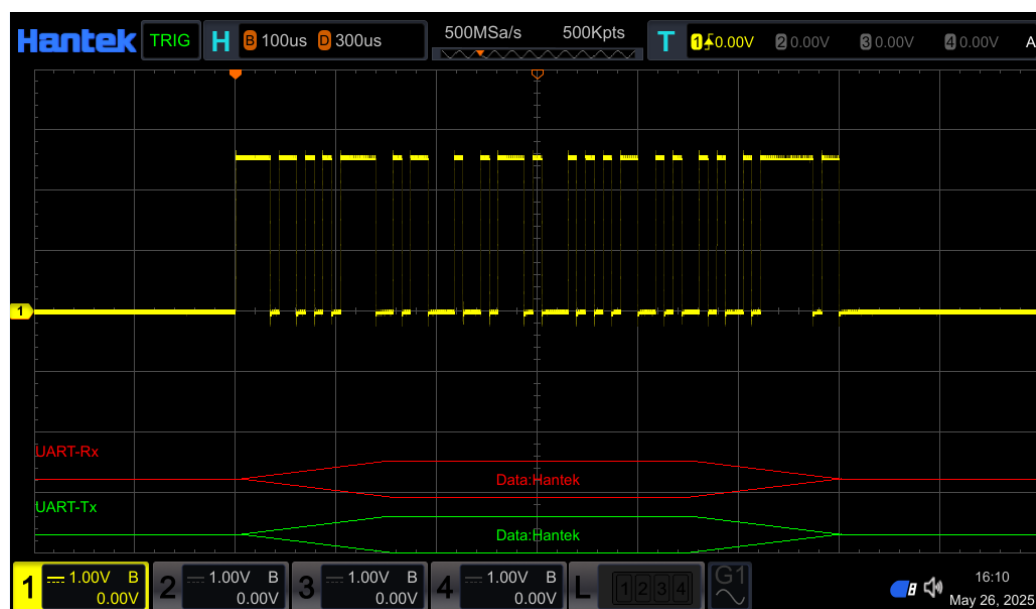 Hantek TRIG H B 100us D 300us 500MSa/s 500Kpts T 1 0.00V 2 0.00V 3 0.00V 4 0.00V A
1
UART-Rx
Data:Hantek
UART-Tx
Data:Hantek
1 1.00V B 2 1.00V B 3 1.00V B 4 1.00V B L 1 2 3 4 G1 16:10
0.00V 0.00V 0.00V 0.00V May 26, 2025